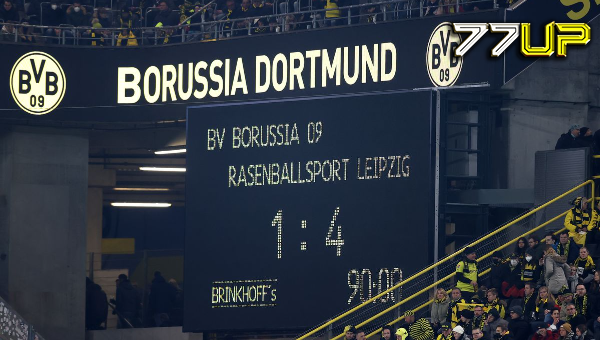 77UP
BVB
09
BORUSSIA DORTMUND
BVB
09
BV BORUSSIA 09
RASENBALLSPORT LEIPZIG
1 : 4
BRINKHOFF's
90:00